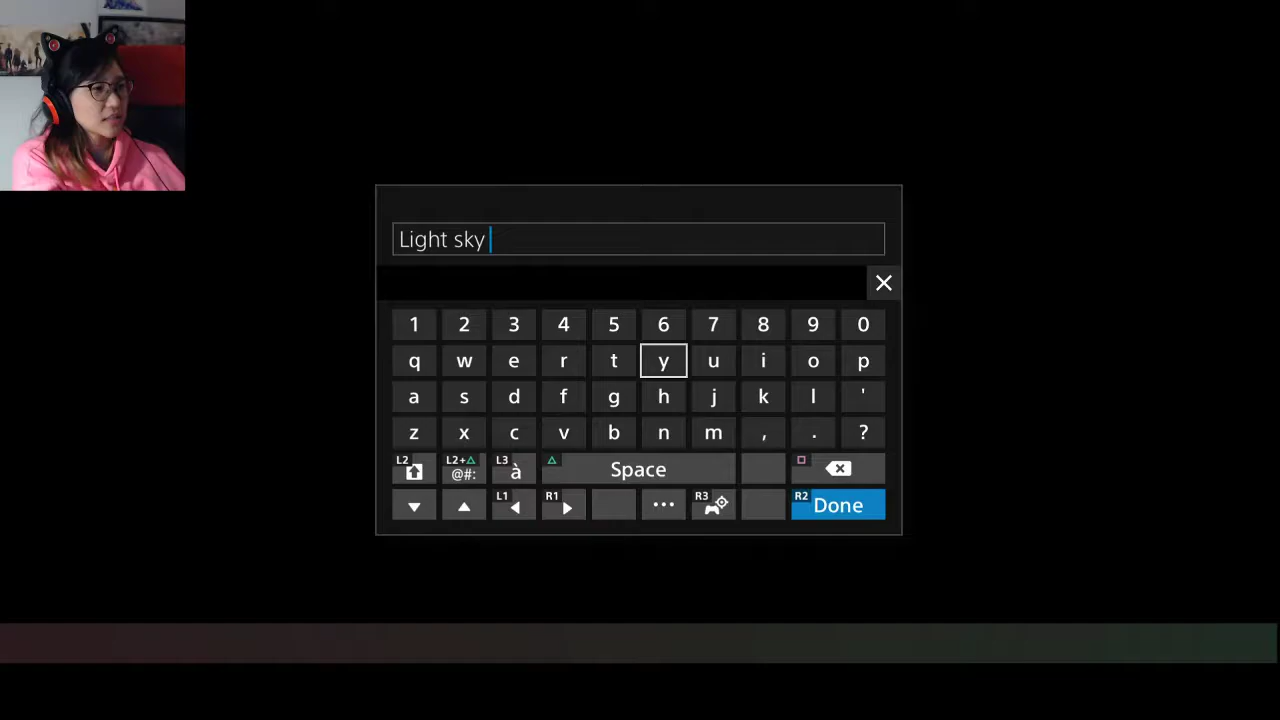 Light sky
1 2 3 4 5 6 7 8 9 0
q w e r t y u i o p
a s d f g h j k l '
z x c v b n m , . ?
L2 L2+△ @#: L3 à △ Space □
L1 R1 ... R3 R2 Done